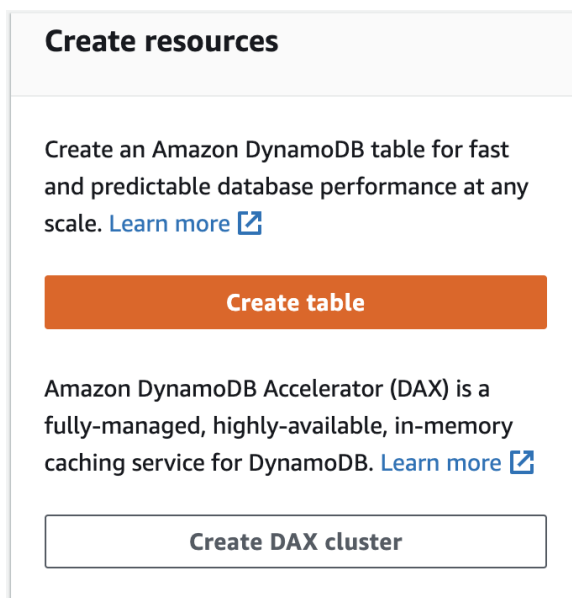 Create resources
Create an Amazon DynamoDB table for fast
and predictable database performance at any
scale. Learn more
Create table
Amazon DynamoDB Accelerator (DAX) is a
fully-managed, highly-available, in-memory
caching service for DynamoDB. Learn more
Create DAX cluster